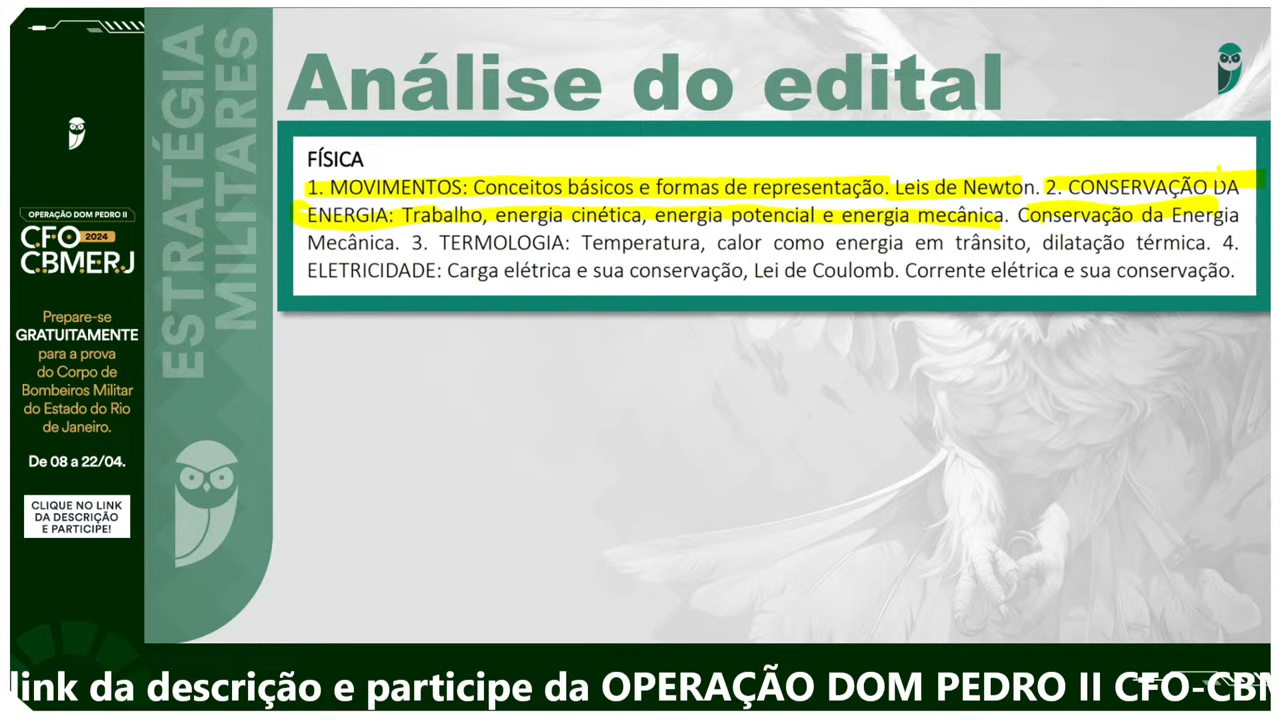 ESTRATÉGIA
MILITARES
Análise do edital
FÍSICA
1. MOVIMENTOS: Conceitos básicos e formas de representação. Leis de Newton. 2. CONSERVAÇÃO DA
ENERGIA: Trabalho, energia cinética, energia potencial e energia mecânica. Conservação da Energia
Mecânica. 3. TERMOLOGIA: Temperatura, calor como energia em trânsito, dilatação térmica. 4.
ELETRICIDADE: Carga elétrica e sua conservação, Lei de Coulomb. Corrente elétrica e sua conservação.
OPERAÇÃO DOM PEDRO II
CFO 2024
CBMERJ
Prepare-se
GRATUITAMENTE
para a prova
do Corpo de
Bombeiros Militar
do Estado do Rio
de Janeiro.
De 08 a 22/04.
CLIQUE NO LINK
DA DESCRIÇÃO
E PARTICIPE!
link da descrição e participe da OPERAÇÃO DOM PEDRO II CFO-CBM